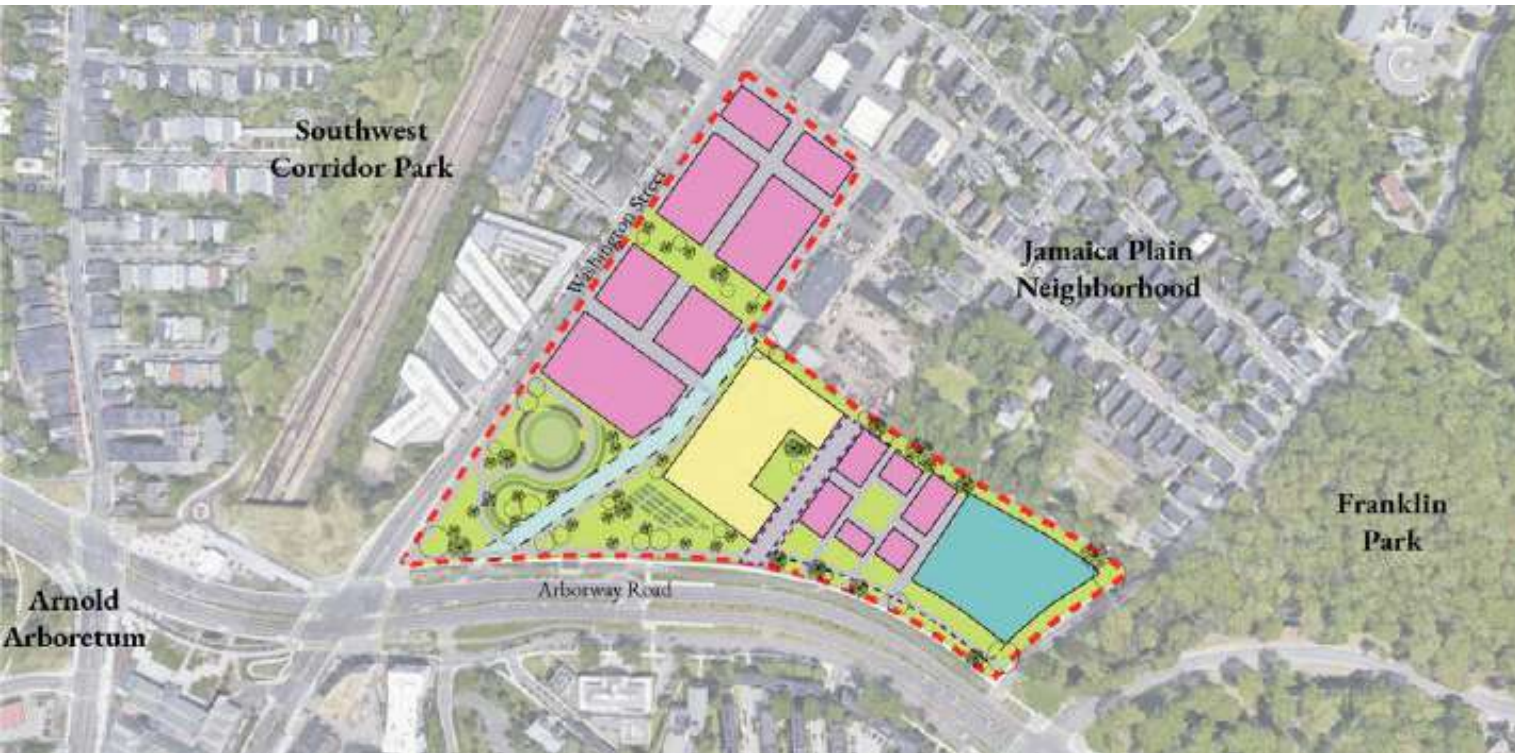 Southwest
Corridor Park
Washington Street
Jamaica Plain
Neighborhood
Franklin
Park
Arborway Road
Arnold
Arboretum